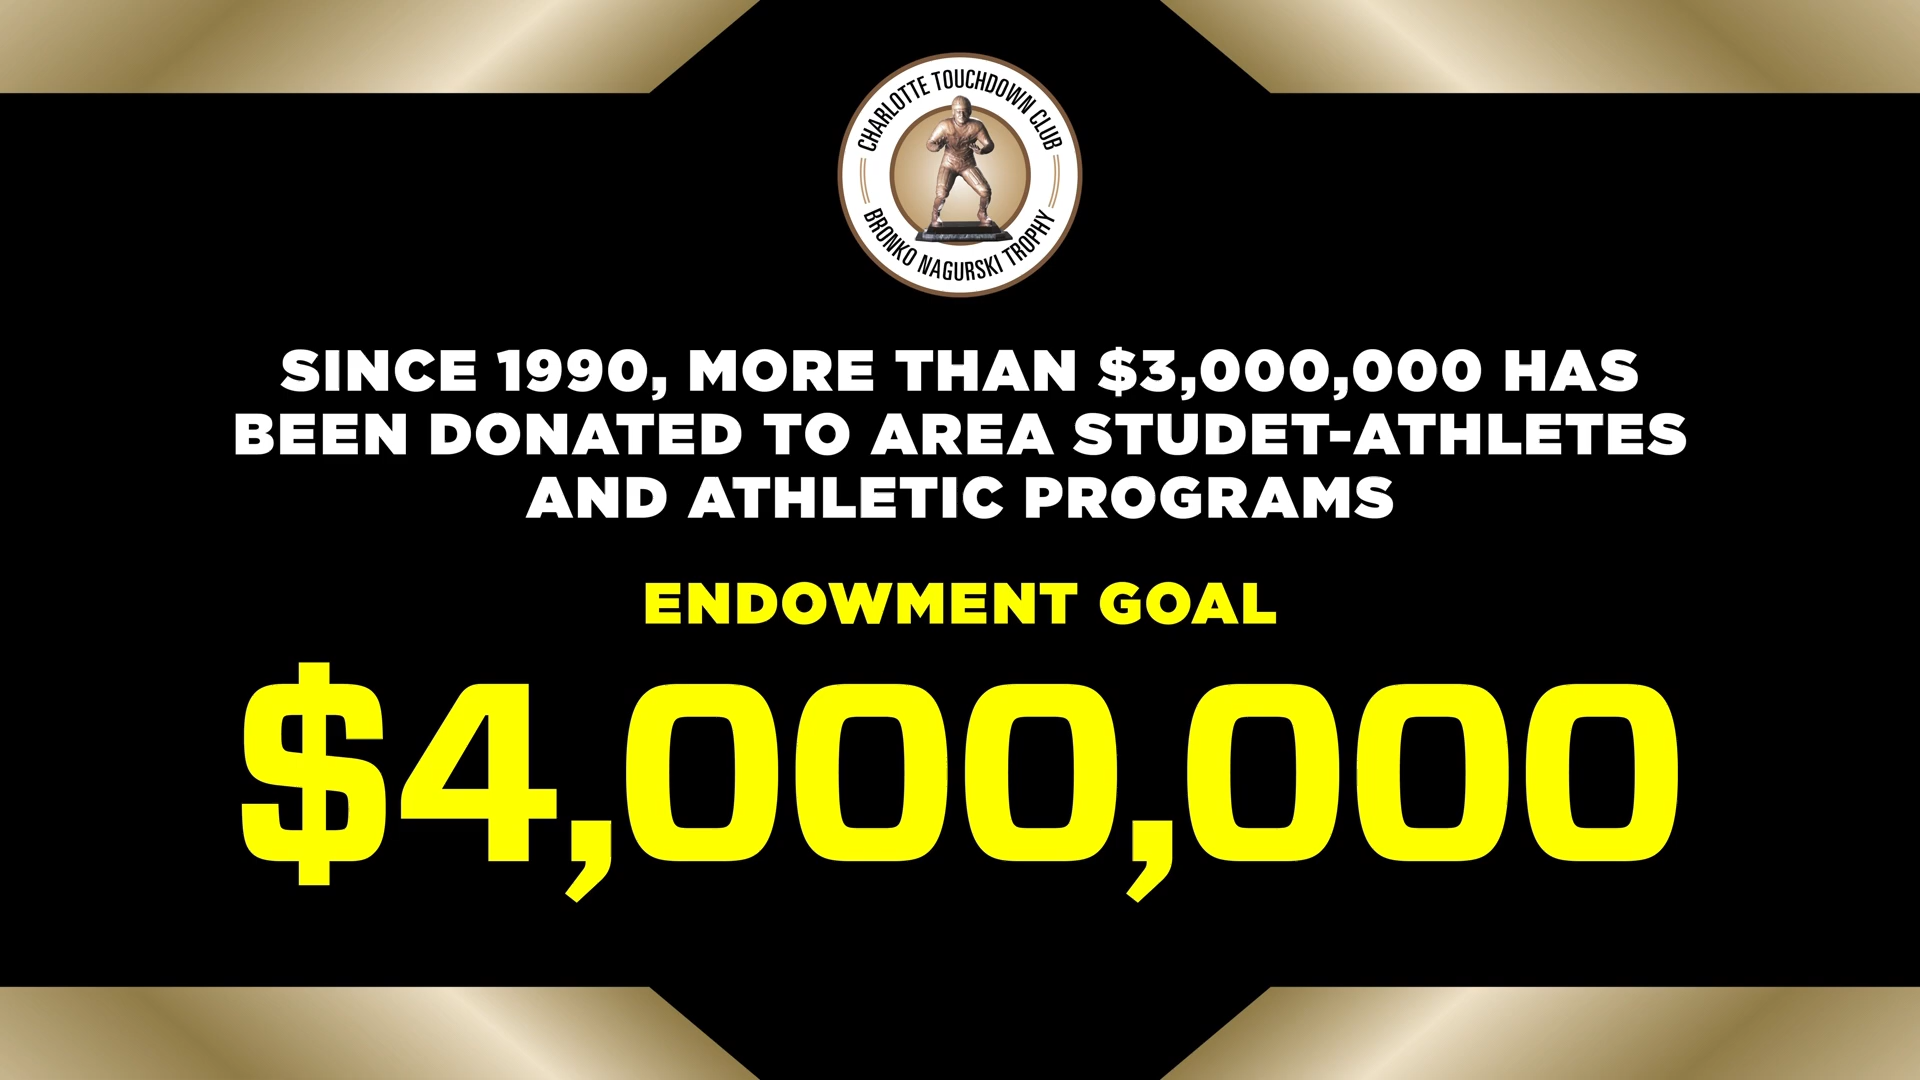 CHARLOTTE TOUCHDOWN CLUB
BRONKO NAGURSKI TROPHY
SINCE 1990, MORE THAN $3,000,000 HAS
BEEN DONATED TO AREA STUDET-ATHLETES
AND ATHLETIC PROGRAMS
ENDOWMENT GOAL
$4,000,000